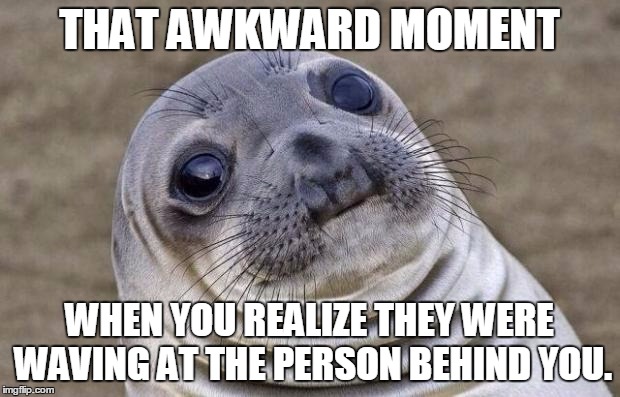 THAT AWKWARD MOMENT
WHEN YOU REALIZE THEY WERE
WAVING AT THE PERSON BEHIND YOU.
imgflip.com